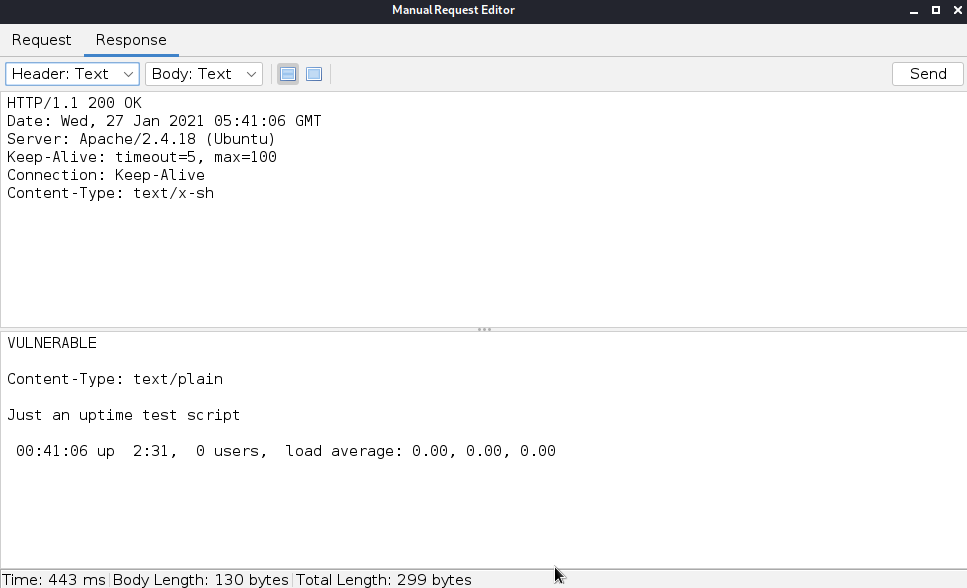 ManualRequest Editor
Request Response
Header: Text Body: Text Send
HTTP/1.1 200 OK
Date: Wed, 27 Jan 2021 05:41:06 GMT
Server: Apache/2.4.18 (Ubuntu)
Keep-Alive: timeout=5, max=100
Connection: Keep-Alive
Content-Type: text/x-sh
VULNERABLE
Content-Type: text/plain
Just an uptime test script
00:41:06 up  2:31,  0 users,  load average: 0.00, 0.00, 0.00
Time: 443 ms Body Length: 130 bytes Total Length: 299 bytes